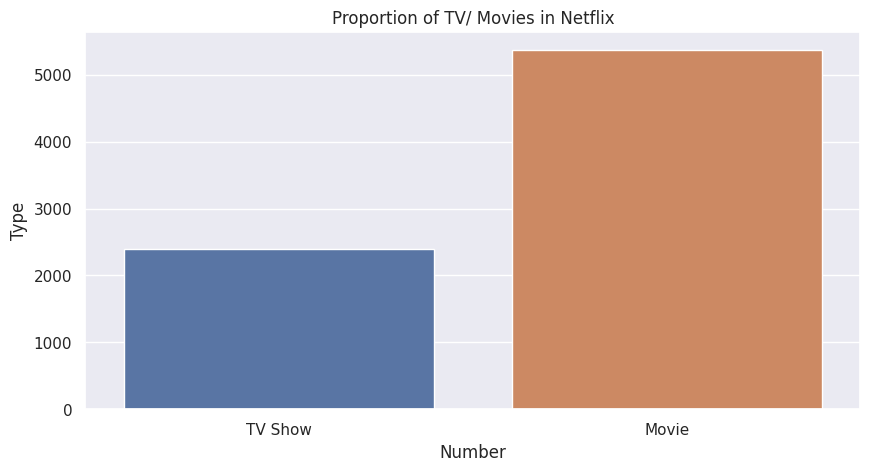 Proportion of TV/ Movies in Netflix
Type
5000
4000
3000
2000
1000
0
TV Show Movie
Number